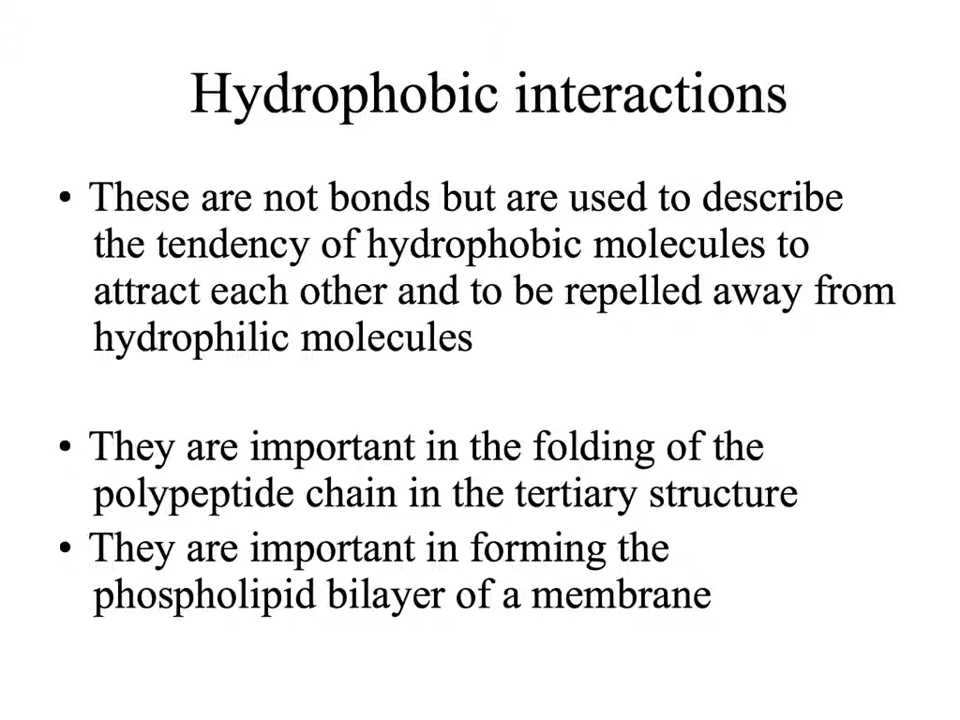 Hydrophobic interactions
• These are not bonds but are used to describe
the tendency of hydrophobic molecules to
attract each other and to be repelled away from
hydrophilic molecules
• They are important in the folding of the
polypeptide chain in the tertiary structure
• They are important in forming the
phospholipid bilayer of a membrane